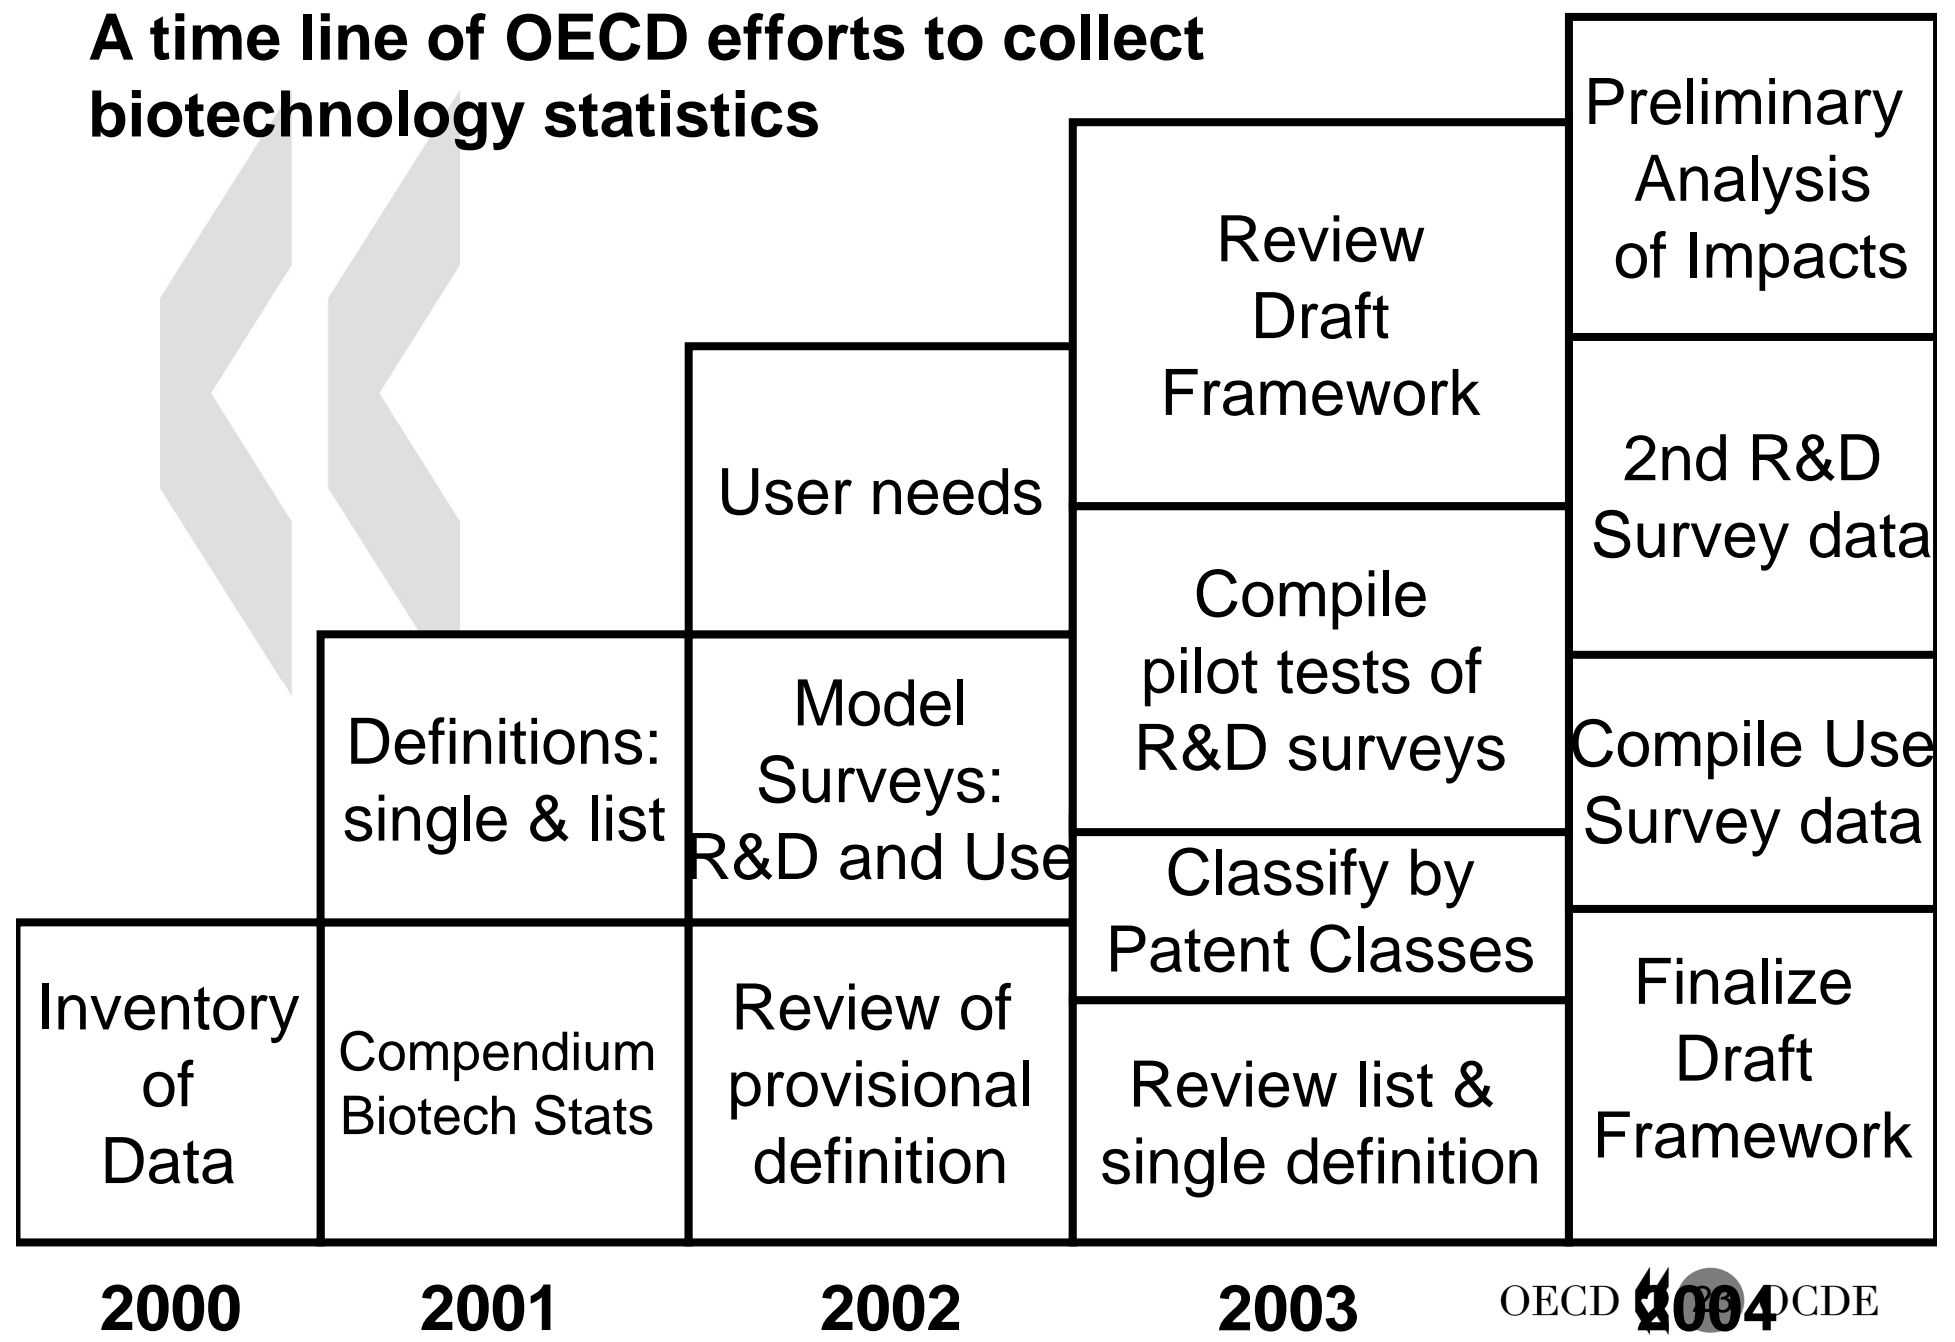 A time line of OECD efforts to collect
biotechnology statistics
Inventory
of
Data
Definitions:
single & list
Compendium
Biotech Stats
User needs
Model
Surveys:
R&D and Use
Review of
provisional
definition
Review
Draft
Framework
Compile
pilot tests of
R&D surveys
Classify by
Patent Classes
Review list &
single definition
Preliminary
Analysis
of Impacts
2nd R&D
Survey data
Compile Use
Survey data
Finalize
Draft
Framework
2000 2001 2002 2003 2004
OECD OCDE
23